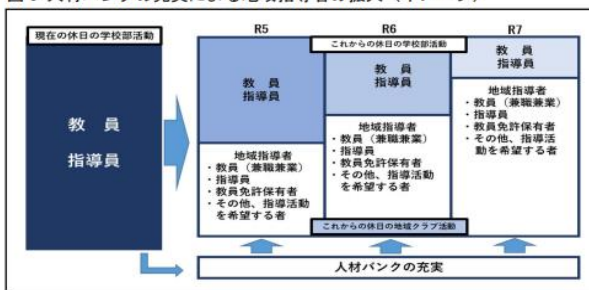 現在の休日の学校部活動
教 員
指導員
R5
R6
R7
これからの休日の学校部活動
教 員
指導員
教 員
指導員
教 員
指導員
地域指導者
・教員(兼職兼業)
・指導員
・教員免許保有者
・その他、指導活動
を希望する者
地域指導者
・教員(兼職兼業)
・指導員
・教員免許保有者
・その他、指導活動
を希望する者
地域指導者
・教員(兼職兼業)
・指導員
・教員免許保有者
・その他、指導活
動を希望する者
これからの休日の地域クラブ活動
人材バンクの充実